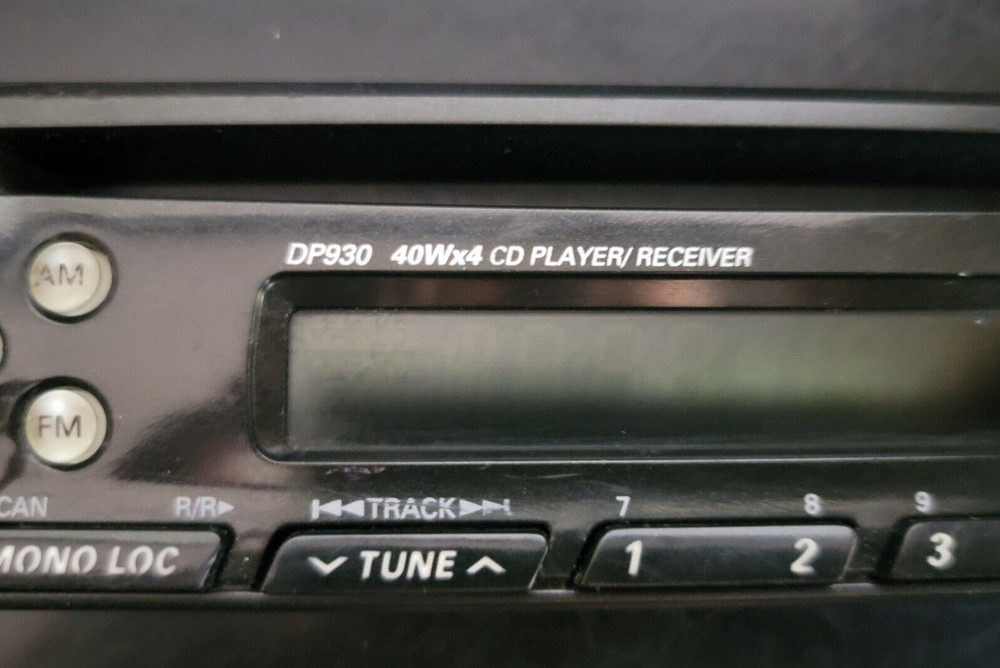 DP930 40Wx4 CD PLAYER/ RECEIVER
AM
FM
CAN R/R▶ |◀◀TRACK▶▶| 7 8 9
MONO LOC ∨ TUNE ∧ 1 2 3